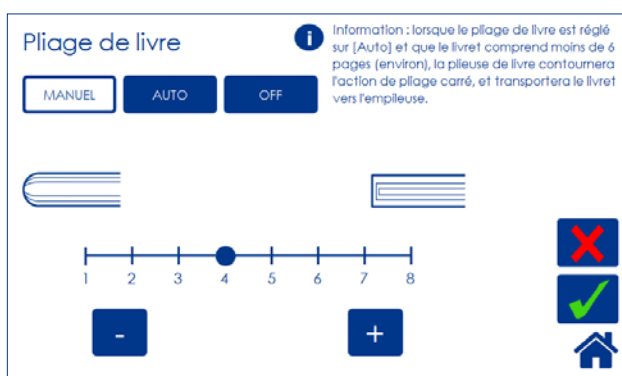 Pliage de livre
i
Information : lorsque le pliage de livre est réglé
sur [Auto] et que le livret comprend moins de 6
pages (environ), la plieuse de livre contournera
l'action de pliage carré, et transportera le livret
vers l'empileuse.
MANUEL AUTO OFF
1 2 3 4 5 6 7 8
- +